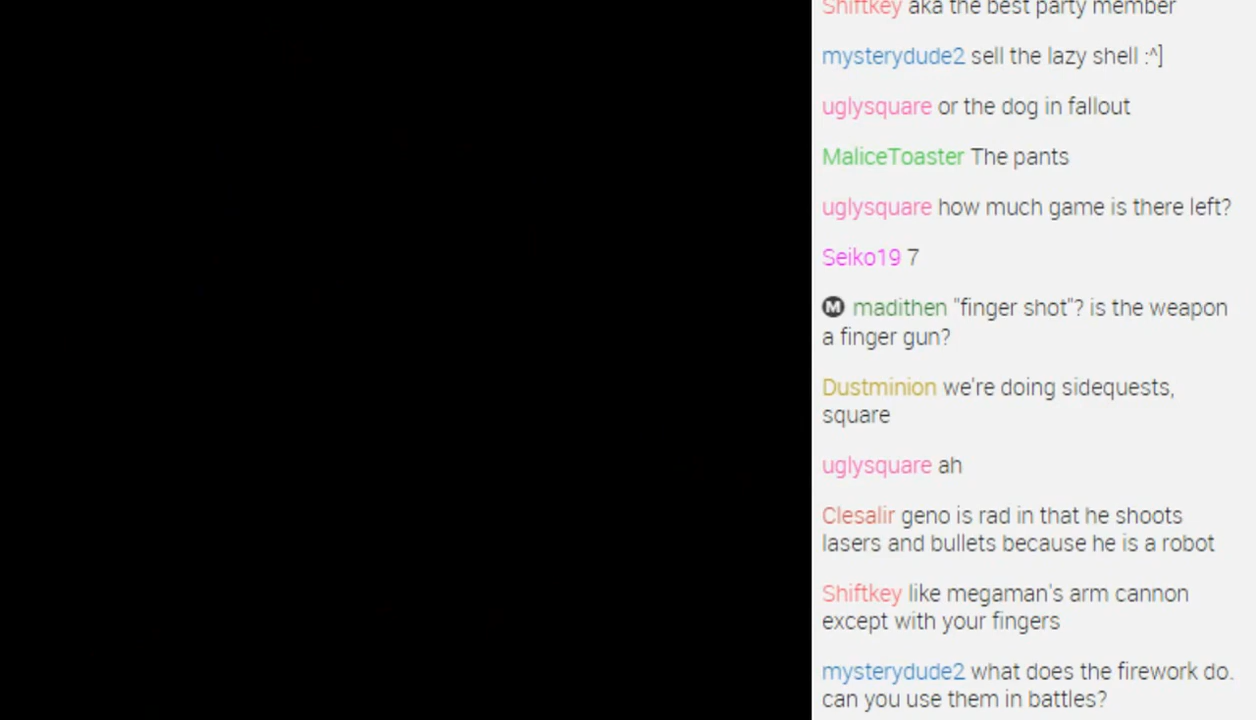 Shiftkey aka the best party member
mysterydude2 sell the lazy shell :^]
uglysquare or the dog in fallout
MaliceToaster The pants
uglysquare how much game is there left?
Seiko19 7
M madithen "finger shot"? is the weapon
a finger gun?
Dustminion we're doing sidequests,
square
uglysquare ah
Clesalir geno is rad in that he shoots
lasers and bullets because he is a robot
Shiftkey like megaman's arm cannon
except with your fingers
mysterydude2 what does the firework do.
can you use them in battles?